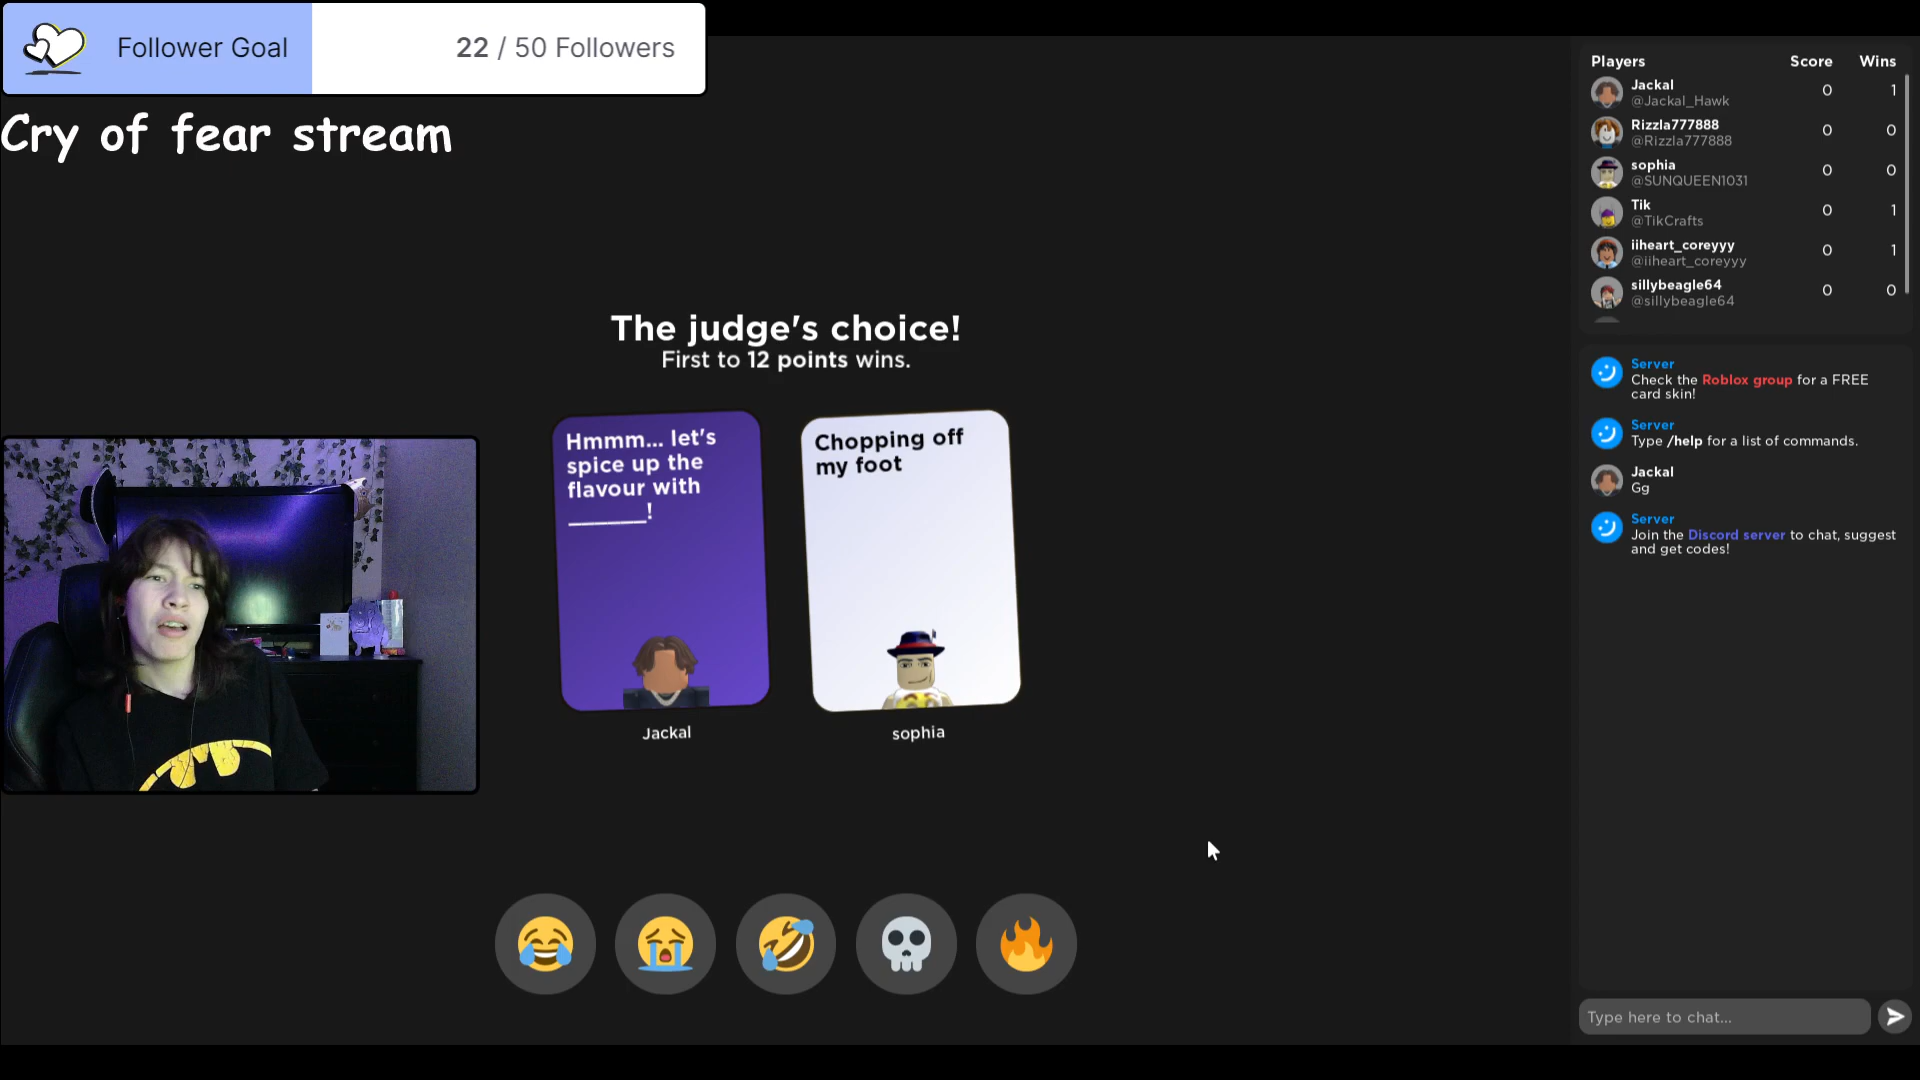 Follower Goal
22 / 50 Followers
Cry of fear stream
The judge's choice!
First to 12 points wins.
Hmmm... let's
spice up the
flavour with
______!
Jackal
Chopping off
my foot
sophia
Players Score Wins
Jackal
@Jackal_Hawk 0 1
Rizzla777888
@Rizzla777888 0 0
sophia
@SUNQUEEN1031 0 0
Tik
@TikCrafts 0 1
iiheart_coreyyy
@iiheart_coreyyy 0 1
sillybeagle64
@sillybeagle64 0 0
Server
Check the Roblox group for a FREE
card skin!
Server
Type /help for a list of commands.
Jackal
Gg
Server
Join the Discord server to chat, suggest
and get codes!
Type here to chat...